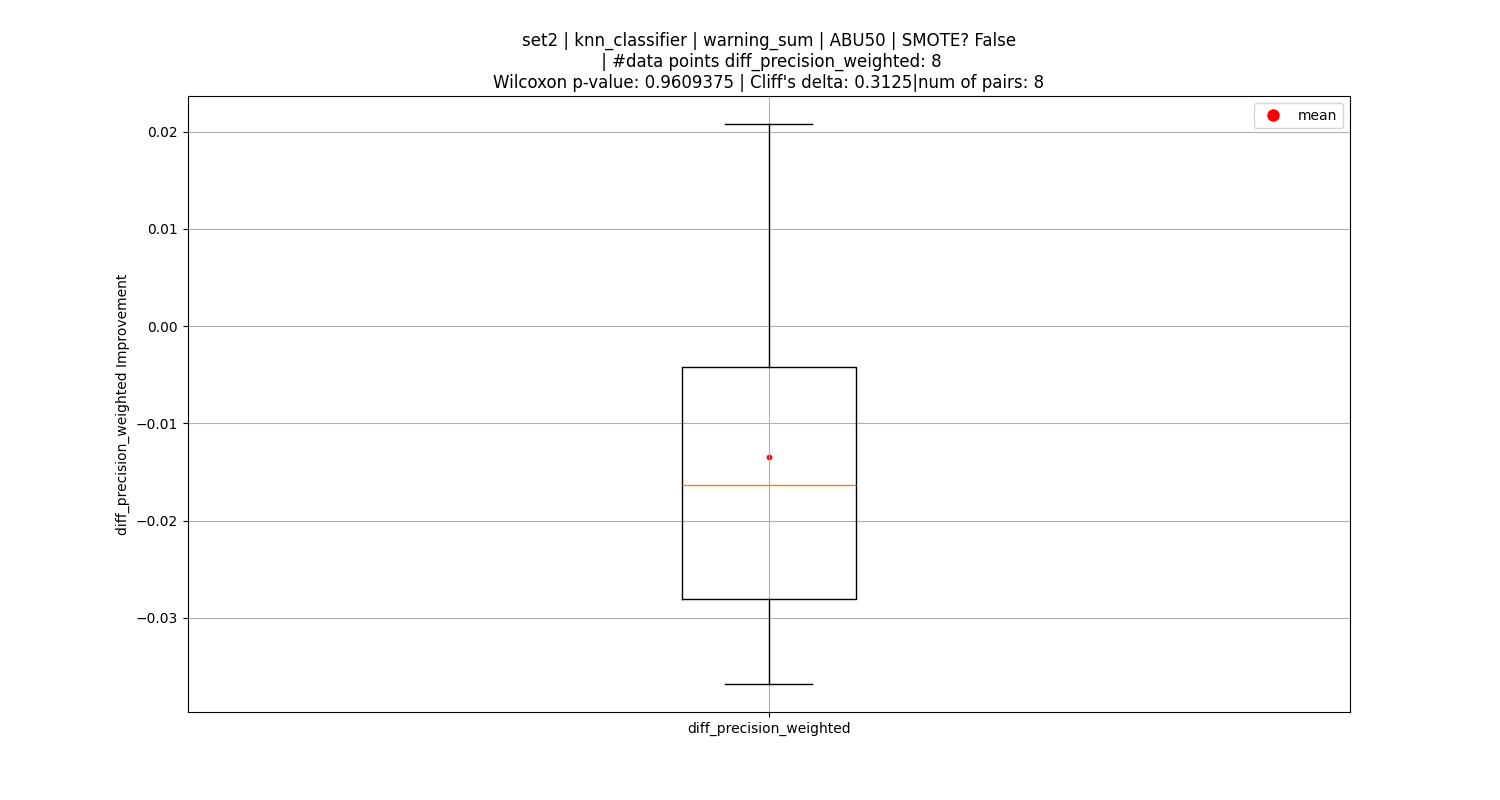 set2 | knn_classifier | warning_sum | ABU50 | SMOTE? False
| #data points diff_precision_weighted: 8
Wilcoxon p-value: 0.9609375 | Cliff's delta: 0.3125|num of pairs: 8
mean
0.02
0.01
0.00
−0.01
−0.02
−0.03
diff_precision_weighted Improvement
diff_precision_weighted